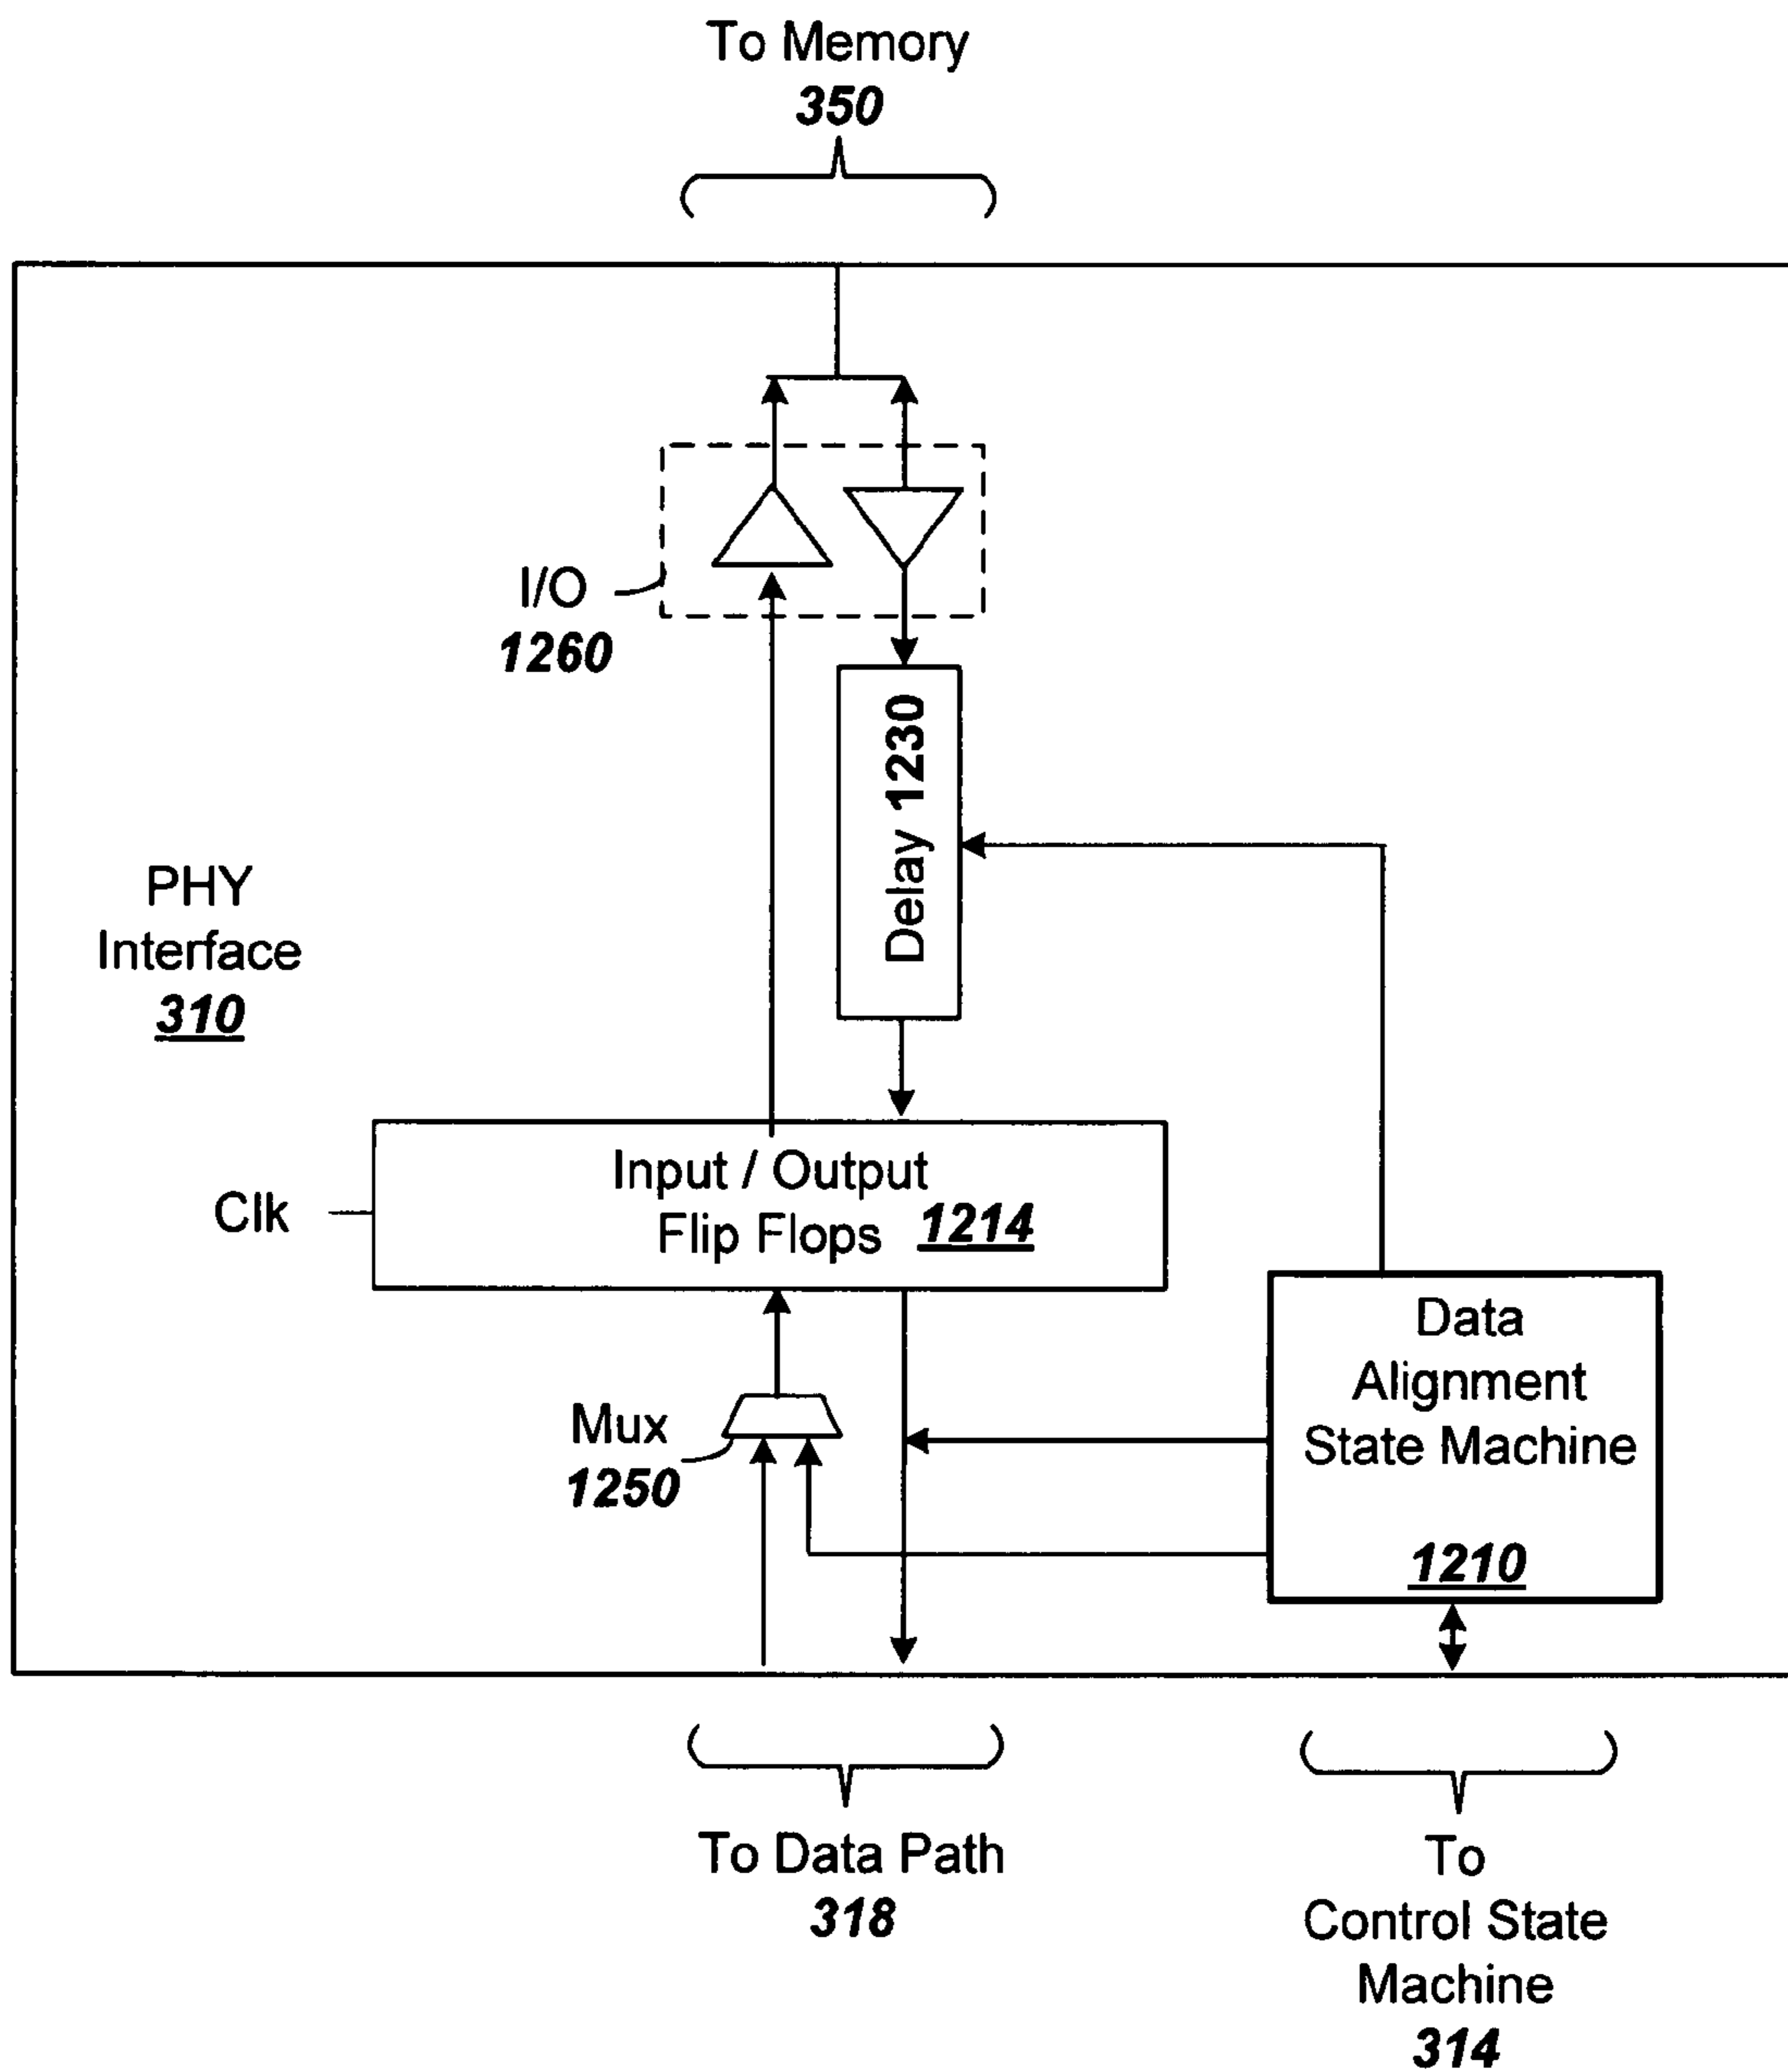 To Memory
350
I/O
1260
Delay 1230
PHY
Interface
310
Clk
Input / Output
Flip Flops 1214
Data
Alignment
State Machine
1210
Mux
1250
To Data Path
318
To
Control State
Machine
314